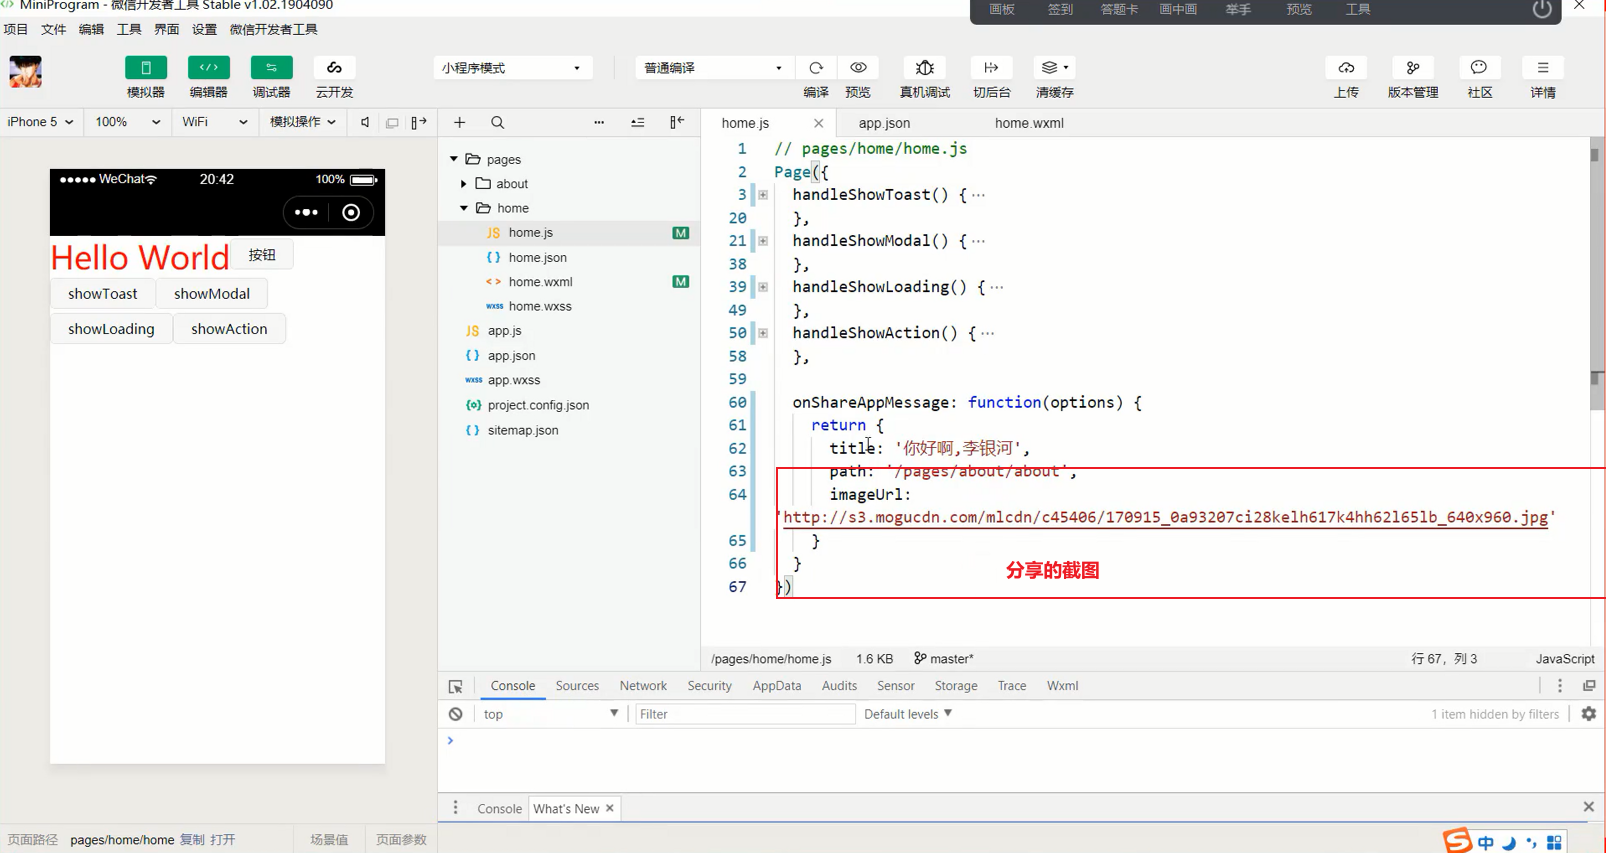 MiniProgram - 微信开发者工具 Stable v1.02.1904090
画板 签到 答题卡 画中画 举手 预览 工具
项目 文件 编辑 工具 界面 设置 微信开发者工具
小程序模式 普通编译
模拟器 编辑器 调试器 云开发 编译 预览 真机调试 切后台 清缓存 上传 版本管理 社区 详情
iPhone 5 100% WiFi 模拟操作
home.js app.json home.wxml
WeChat 20:42 100%
Hello World 按钮
showToast showModal
showLoading showAction
pages
about
home
JS home.js M
{ } home.json
< > home.wxml M
wxss home.wxss
JS app.js
{ } app.json
wxss app.wxss
{o} project.config.json
{ } sitemap.json
1 // pages/home/home.js
2 Page({
3 handleShowToast() { ···
20 },
21 handleShowModal() { ···
38 },
39 handleShowLoading() { ···
49 },
50 handleShowAction() { ···
58 },
59
60 onShareAppMessage: function(options) {
61 return {
62 title: '你好啊,李银河',
63 path: '/pages/about/about',
64 imageUrl:
'http://s3.mogucdn.com/mlcdn/c45406/170915_0a93207ci28kelh617k4hh62l65lb_640x960.jpg'
65 }
66 }
67 })
分享的截图
/pages/home/home.js 1.6 KB master* 行 67, 列 3 JavaScript
Console Sources Network Security AppData Audits Sensor Storage Trace Wxml
top Filter Default levels 1 item hidden by filters
Console What's New
页面路径 pages/home/home 复制 打开 场景值 页面参数
S 中